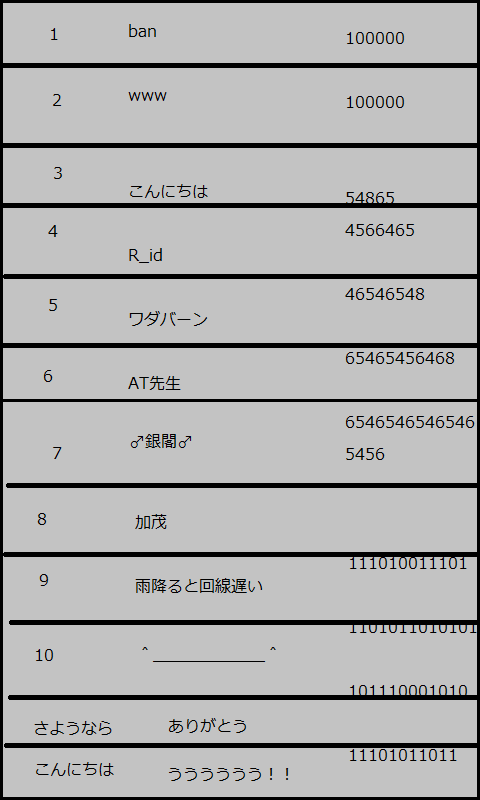 1 ban 100000
2 www 100000
3 こんにちは 54865
4 R_id 4566465
5 ワダバーン 46546548
6 AT先生 65465456468
7 ♂銀閣♂ 6546546546546
5456
8 加茂
9 雨降ると回線遅い 111010011101
1101011010101
10 ＾______________＾
101110001010
さようなら ありがとう
こんにちは うううううう！！ 11101011011